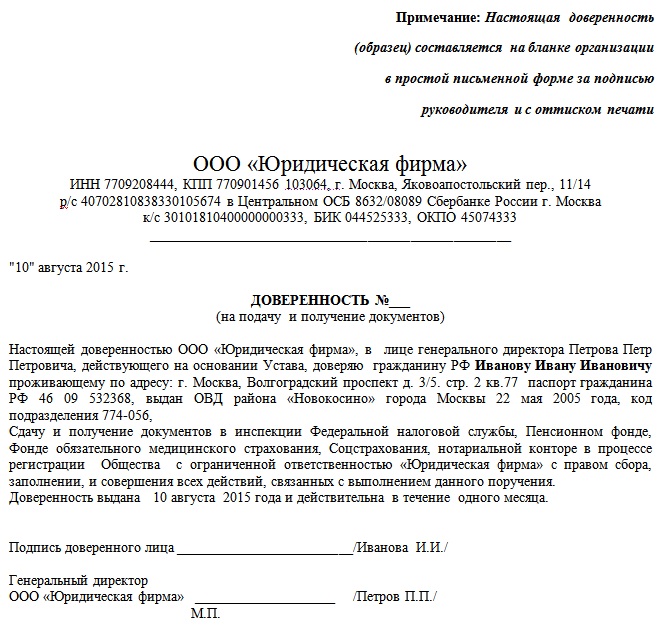 Примечание: Настоящая доверенность
(образец) составляется на бланке организации
в простой письменной форме за подписью
руководителя и с оттиском печати
ООО «Юридическая фирма»
ИНН 7709208444, КПП 770901456 103064, г. Москва, Яковоапостольский пер., 11/14
р/с 40702810838330105674 в Центральном ОСБ 8632/08089 Сбербанке России г. Москва
к/с 30101810400000000333, БИК 044525333, ОКПО 45074333
"10" августа 2015 г.
ДОВЕРЕННОСТЬ №___
(на подачу и получение документов)
Настоящей доверенностью ООО «Юридическая фирма», в лице генерального директора Петрова Петр
Петровича, действующего на основании Устава, доверяю гражданину РФ Иванову Ивану Ивановичу
проживающему по адресу: г. Москва, Волгоградский проспект д. 3/5. стр. 2 кв.77 паспорт гражданина
РФ 46 09 532368, выдан ОВД района «Новокосино» города Москвы 22 мая 2005 года, код
подразделения 774-056,
Сдачу и получение документов в инспекции Федеральной налоговой службы, Пенсионном фонде,
Фонде обязательного медицинского страхования, Соцстрахования, нотариальной конторе в процессе
регистрации Общества с ограниченной ответственностью «Юридическая фирма» с правом сбора,
заполнении, и совершения всех действий, связанных с выполнением данного поручения.
Доверенность выдана 10 августа 2015 года и действительна в течение одного месяца.
Подпись доверенного лица _________________________/Иванова И.И./
Генеральный директор
ООО «Юридическая фирма» ____________________ /Петров П.П./
М.П.